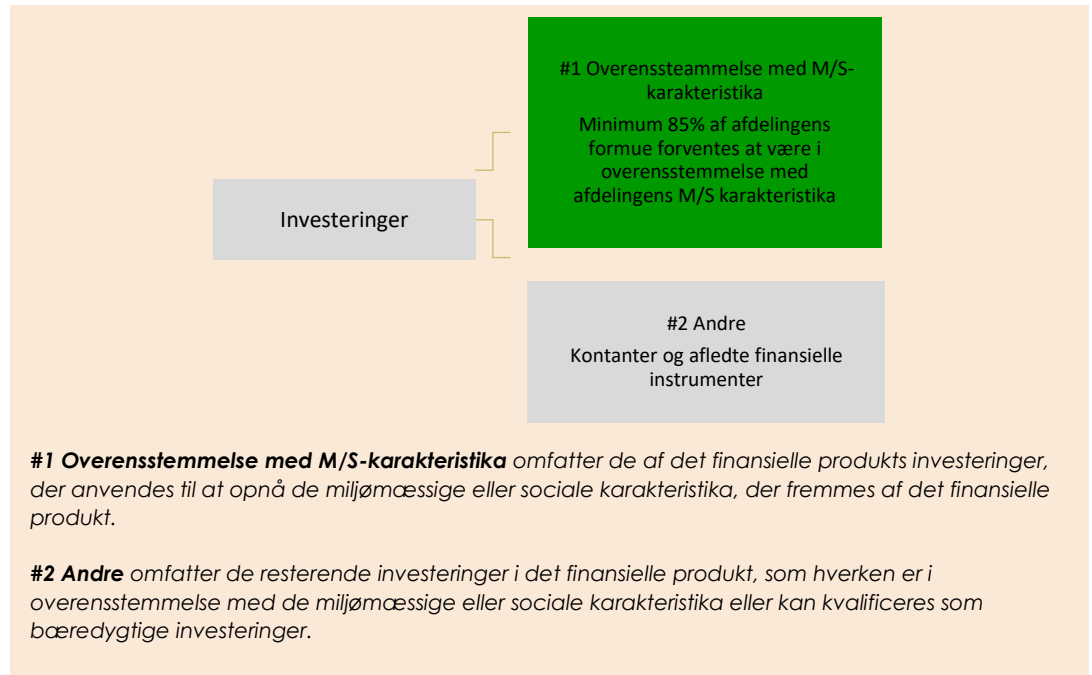 #1 Overenssteammelse med M/S-
karakteristika
Minimum 85% af afdelingens
formue forventes at være i
overensstemmelse med
afdelingens M/S karakteristika
Investeringer
#2 Andre
Kontanter og afledte finansielle
instrumenter
#1 Overensstemmelse med M/S-karakteristika omfatter de af det finansielle produkts investeringer,
der anvendes til at opnå de miljømæssige eller sociale karakteristika, der fremmes af det finansielle
produkt.
#2 Andre omfatter de resterende investeringer i det finansielle produkt, som hverken er i
overensstemmelse med de miljømæssige eller sociale karakteristika eller kan kvalificeres som
bæredygtige investeringer.